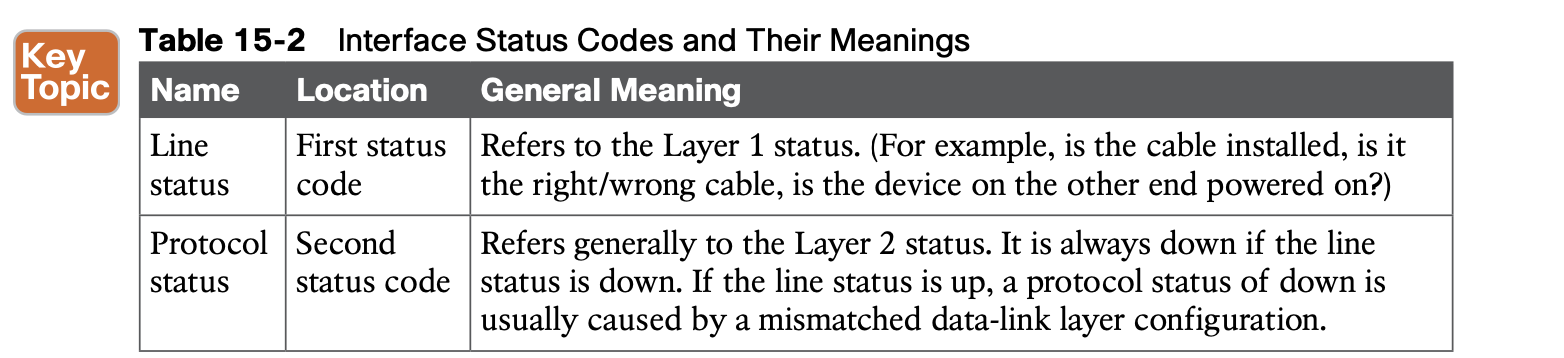 Key
Topic
Table 15-2 Interface Status Codes and Their Meanings
Name Location General Meaning
Line
status
First status
code
Refers to the Layer 1 status. (For example, is the cable installed, is it
the right/wrong cable, is the device on the other end powered on?)
Protocol
status
Second
status code
Refers generally to the Layer 2 status. It is always down if the line
status is down. If the line status is up, a protocol status of down is
usually caused by a mismatched data-link layer configuration.